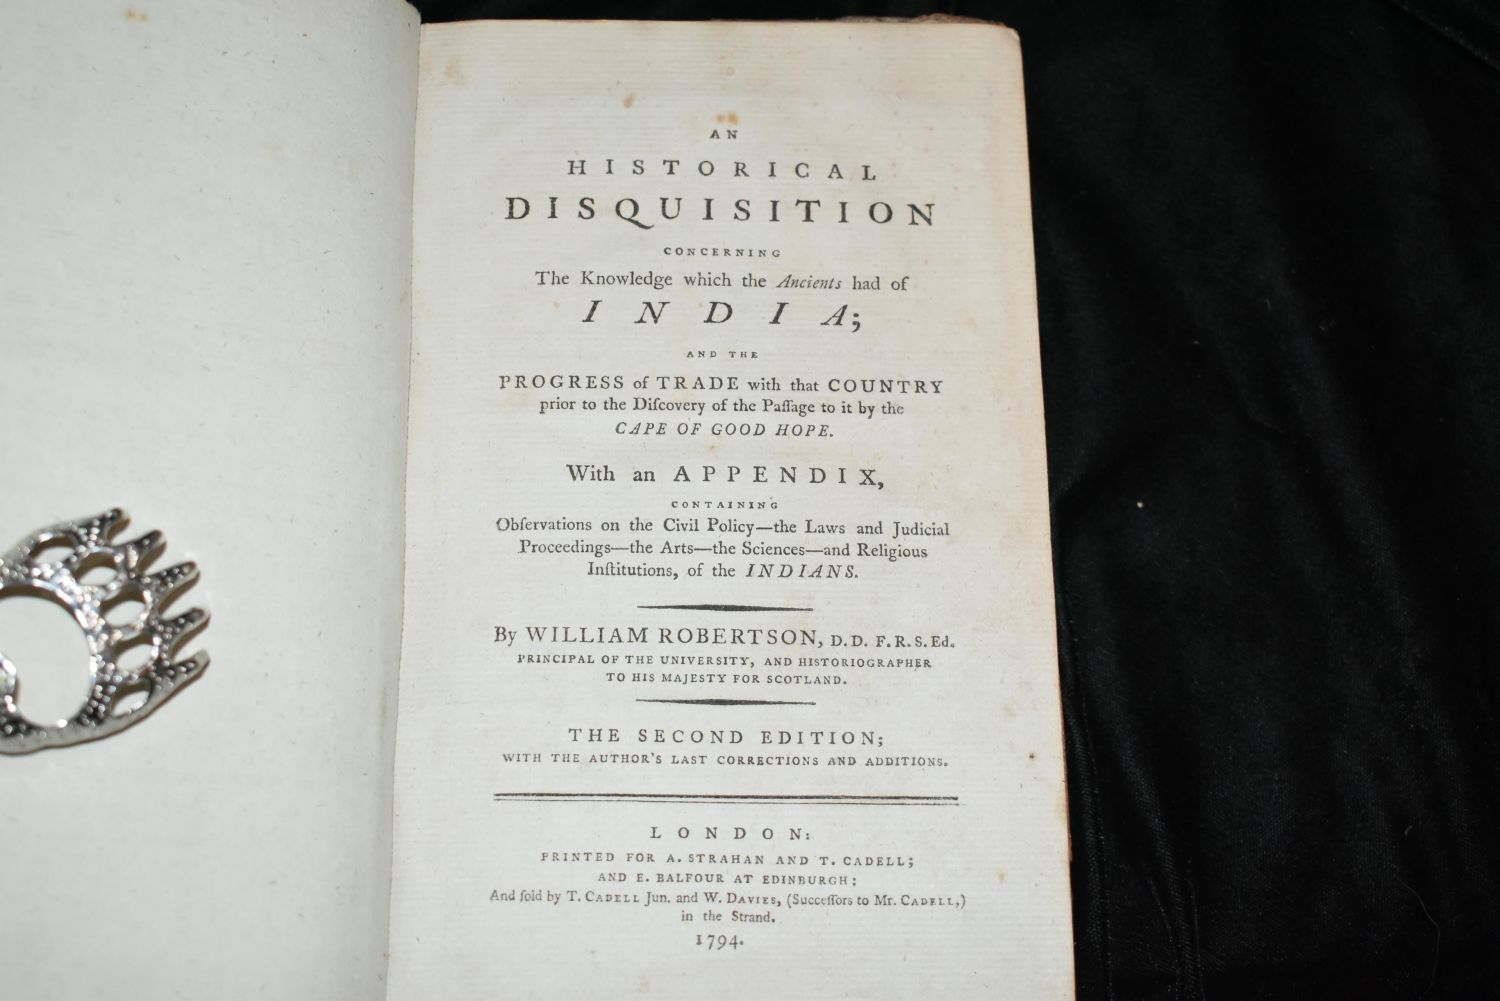 AN
HISTORICAL
DISQUISITION
CONCERNING
The Knowledge which the Ancients had of
INDIA;
AND THE
PROGRESS of TRADE with that COUNTRY
prior to the Diſcovery of the Paſſage to it by the
CAPE OF GOOD HOPE.
With an APPENDIX,
CONTAINING
Obſervations on the Civil Policy—the Laws and Judicial
Proceedings—the Arts—the Sciences—and Religious
Inſtitutions, of the INDIANS.
By WILLIAM ROBERTSON, D.D. F.R.S.Ed.
PRINCIPAL OF THE UNIVERSITY, AND HISTORIOGRAPHER
TO HIS MAJESTY FOR SCOTLAND.
THE SECOND EDITION;
WITH THE AUTHOR'S LAST CORRECTIONS AND ADDITIONS.
LONDON:
PRINTED FOR A. STRAHAN AND T. CADELL;
AND E. BALFOUR AT EDINBURGH:
And ſold by T. CADELL Jun. and W. DAVIES, (Succeſſors to Mr. CADELL,)
in the Strand.
1794.